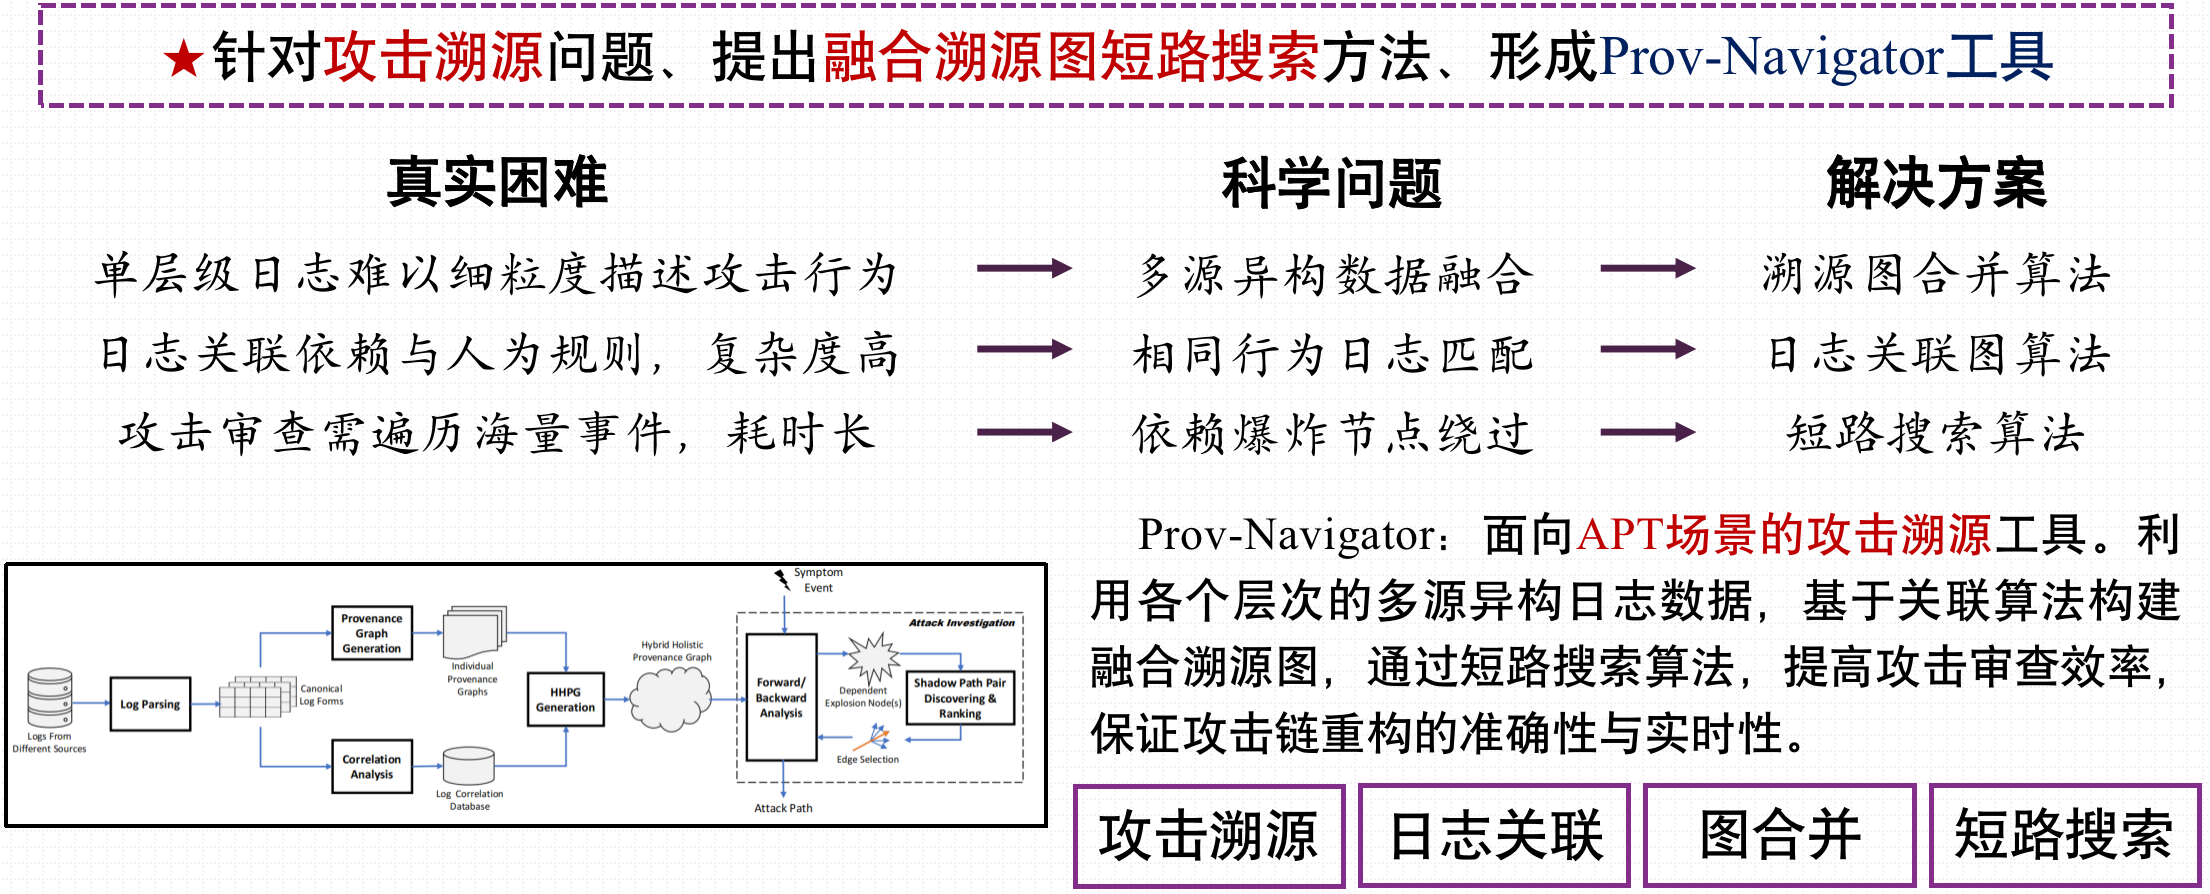 ★针对攻击溯源问题、提出融合溯源图短路搜索方法、形成Prov-Navigator工具
真实困难 科学问题 解决方案
单层级日志难以细粒度描述攻击行为 多源异构数据融合 溯源图合并算法
日志关联依赖与人为规则，复杂度高 相同行为日志匹配 日志关联图算法
攻击审查需遍历海量事件，耗时长 依赖爆炸节点绕过 短路搜索算法
Logs From
Different Sources
Log Parsing
Canonical
Log Forms
Provenance
Graph
Generation
Individual
Provenance
Graphs
Correlation
Analysis
Log Correlation
Database
HHPG
Generation
Hybrid Holistic
Provenance Graph
Symptom
Event
Attack Investigation
Forward/
Backward
Analysis
Dependent
Explosion Node(s)
Shadow Path Pair
Discovering &
Ranking
Edge Selection
Attack Path
Prov-Navigator：面向APT场景的攻击溯源工具。利
用各个层次的多源异构日志数据，基于关联算法构建
融合溯源图，通过短路搜索算法，提高攻击审查效率，
保证攻击链重构的准确性与实时性。
攻击溯源 日志关联 图合并 短路搜索